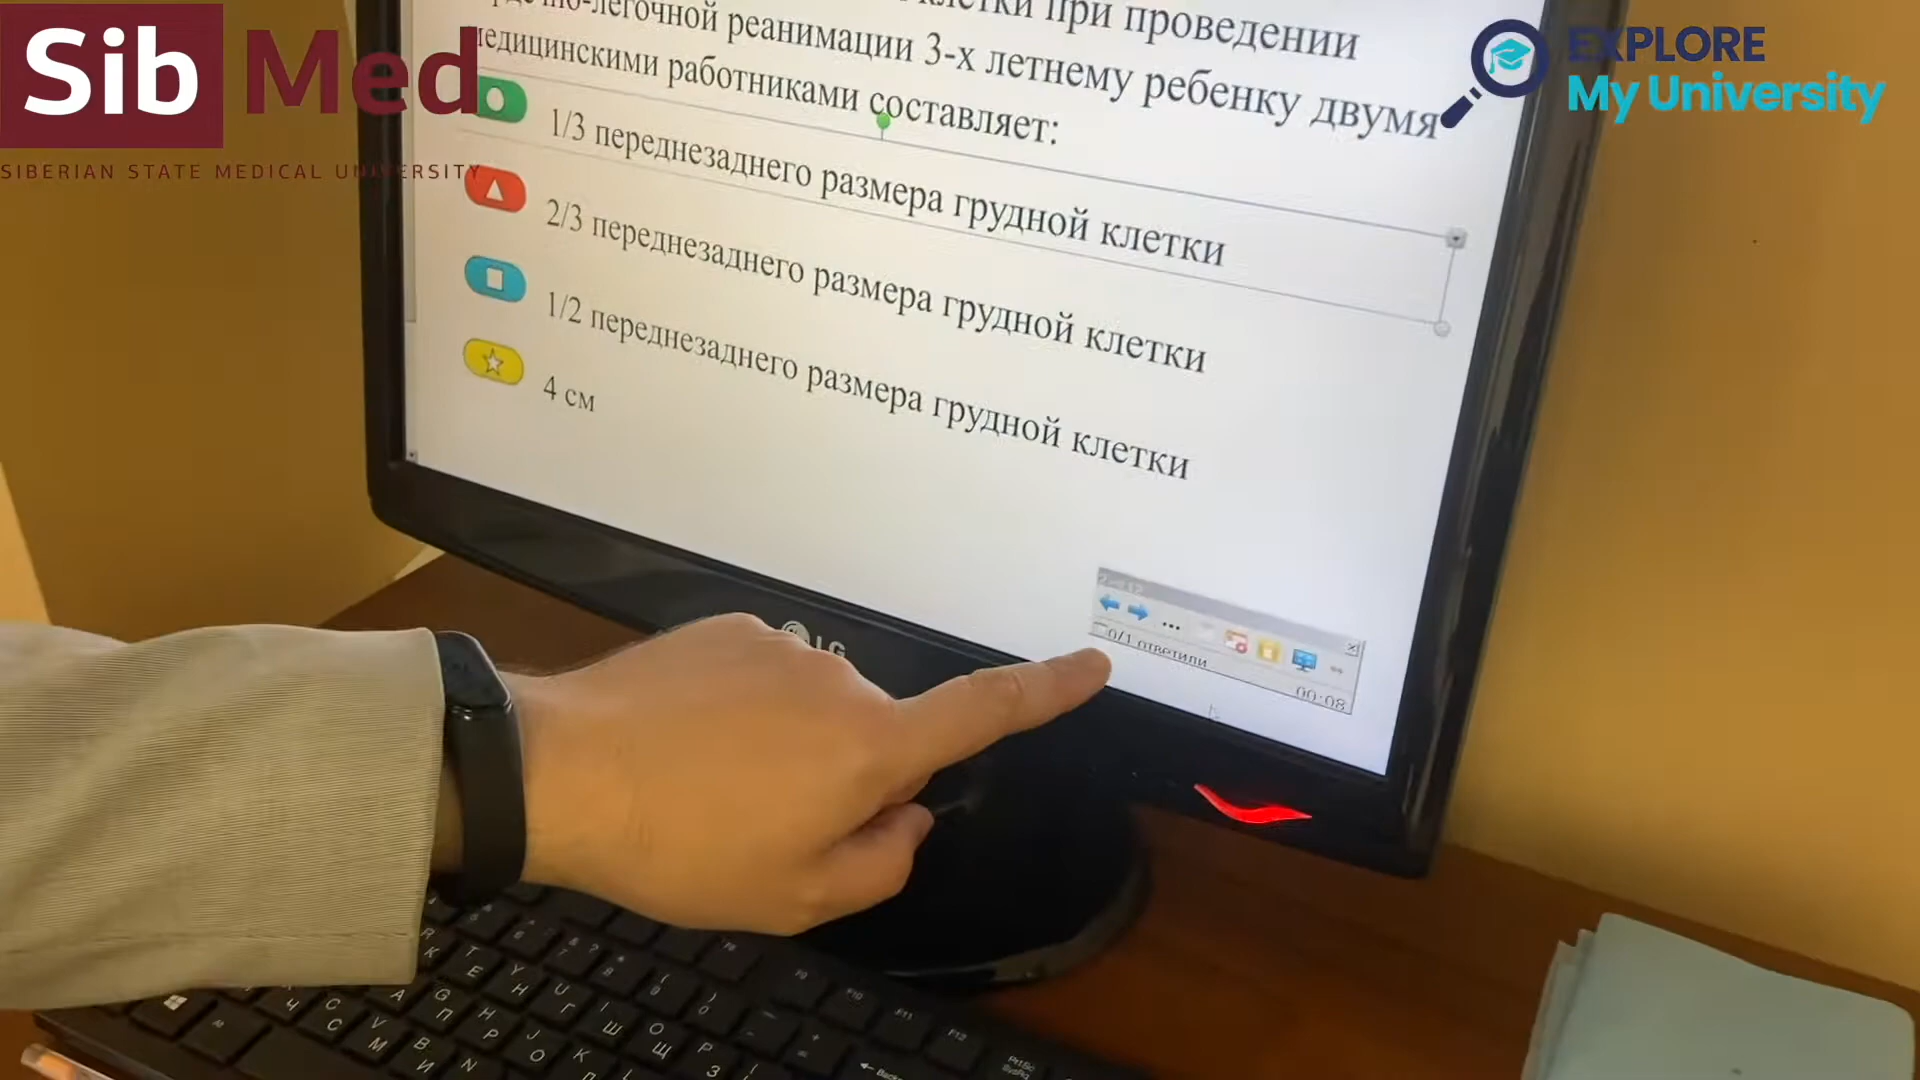 Sib Med
SIBERIAN STATE MEDICAL UNIVERSITY
EXPLORE
My University
клетки при проведении
легочной реанимации 3-х летнему ребенку двумя
медицинскими работниками составляет:
1/3 переднезаднего размера грудной клетки
2/3 переднезаднего размера грудной клетки
1/2 переднезаднего размера грудной клетки
4 см
0/1 ответили
00:08
LG